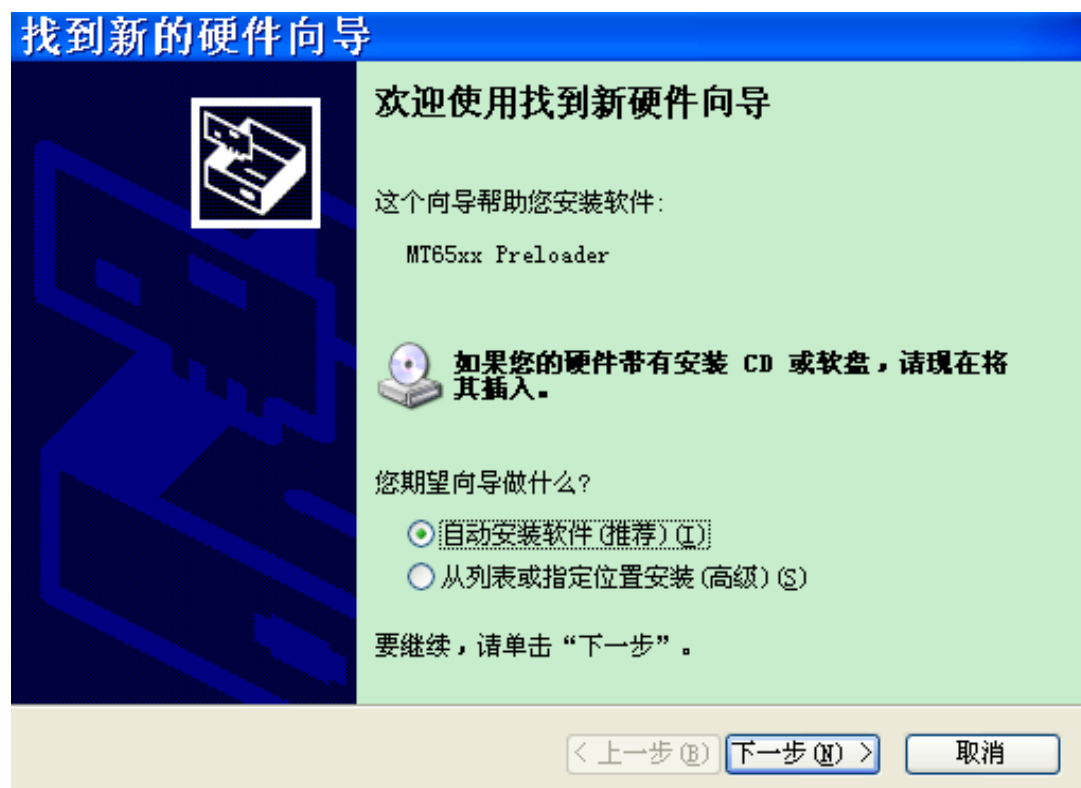 找到新的硬件向导
欢迎使用找到新硬件向导
这个向导帮助您安装软件:
MT65xx Preloader
如果您的硬件带有安装 CD 或软盘，请现在将
其插入。
您期望向导做什么?
自动安装软件(推荐)(I)
从列表或指定位置安装(高级)(S)
要继续，请单击“下一步”。
< 上一步(B) 下一步(N) > 取消